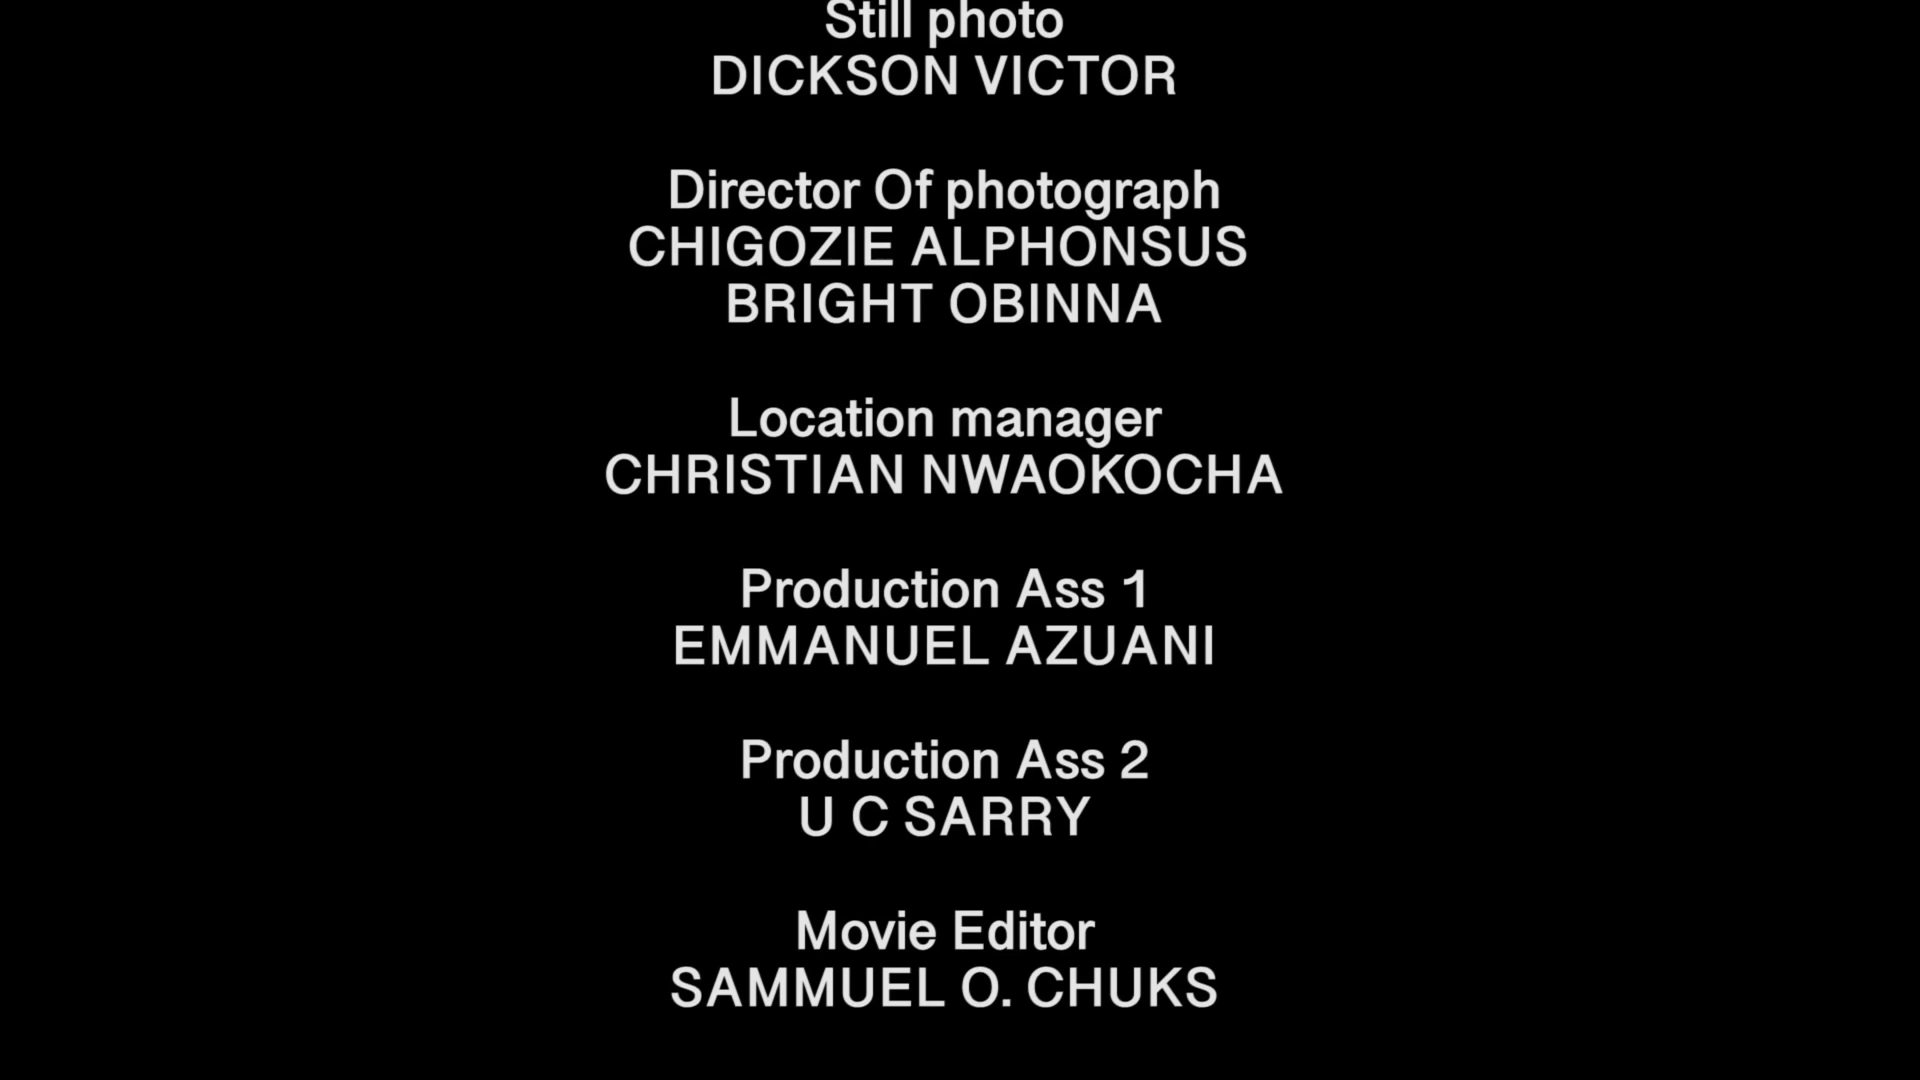 Still photo
DICKSON VICTOR
Director Of photograph
CHIGOZIE ALPHONSUS
BRIGHT OBINNA
Location manager
CHRISTIAN NWAOKOCHA
Production Ass 1
EMMANUEL AZUANI
Production Ass 2
U C SARRY
Movie Editor
SAMMUEL O. CHUKS